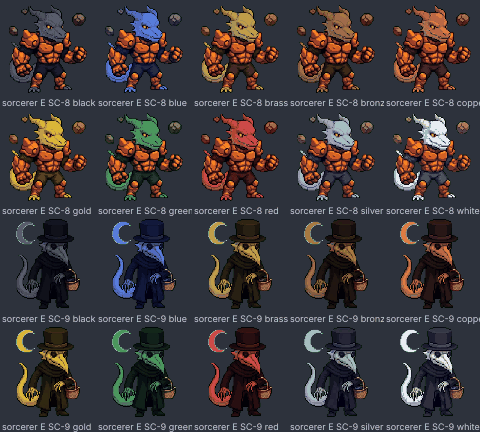 sorcerer E SC-8 black
sorcerer E SC-8 blue
sorcerer E SC-8 brass
sorcerer E SC-8 bronz
sorcerer E SC-8 coppe
sorcerer E SC-8 gold
sorcerer E SC-8 greer
sorcerer E SC-8 red
sorcerer E SC-8 silver
sorcerer E SC-8 white
sorcerer E SC-9 black
sorcerer E SC-9 blue
sorcerer E SC-9 brass
sorcerer E SC-9 bronz
sorcerer E SC-9 coppe
sorcerer E SC-9 gold
sorcerer E SC-9 greer
sorcerer E SC-9 red
sorcerer E SC-9 silver
sorcerer E SC-9 white